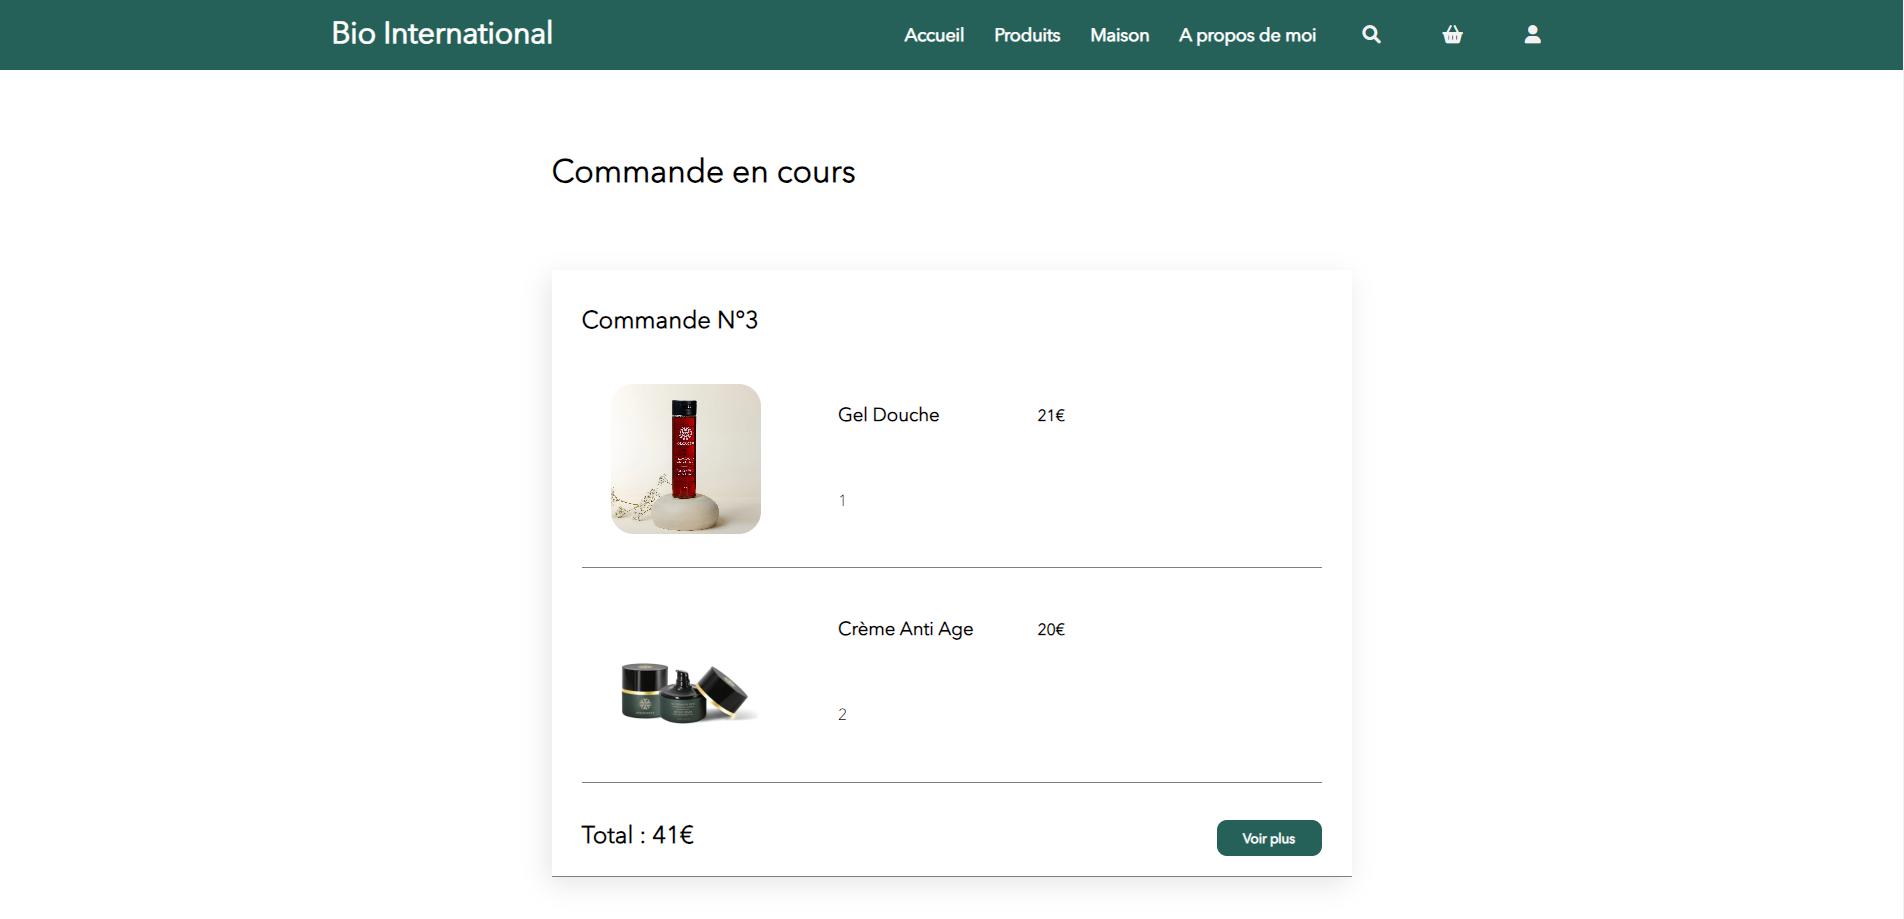 Bio International
Accueil Produits Maison A propos de moi
Commande en cours
Commande N°3
Gel Douche 21€
1
Crème Anti Age 20€
2
Total : 41€
Voir plus